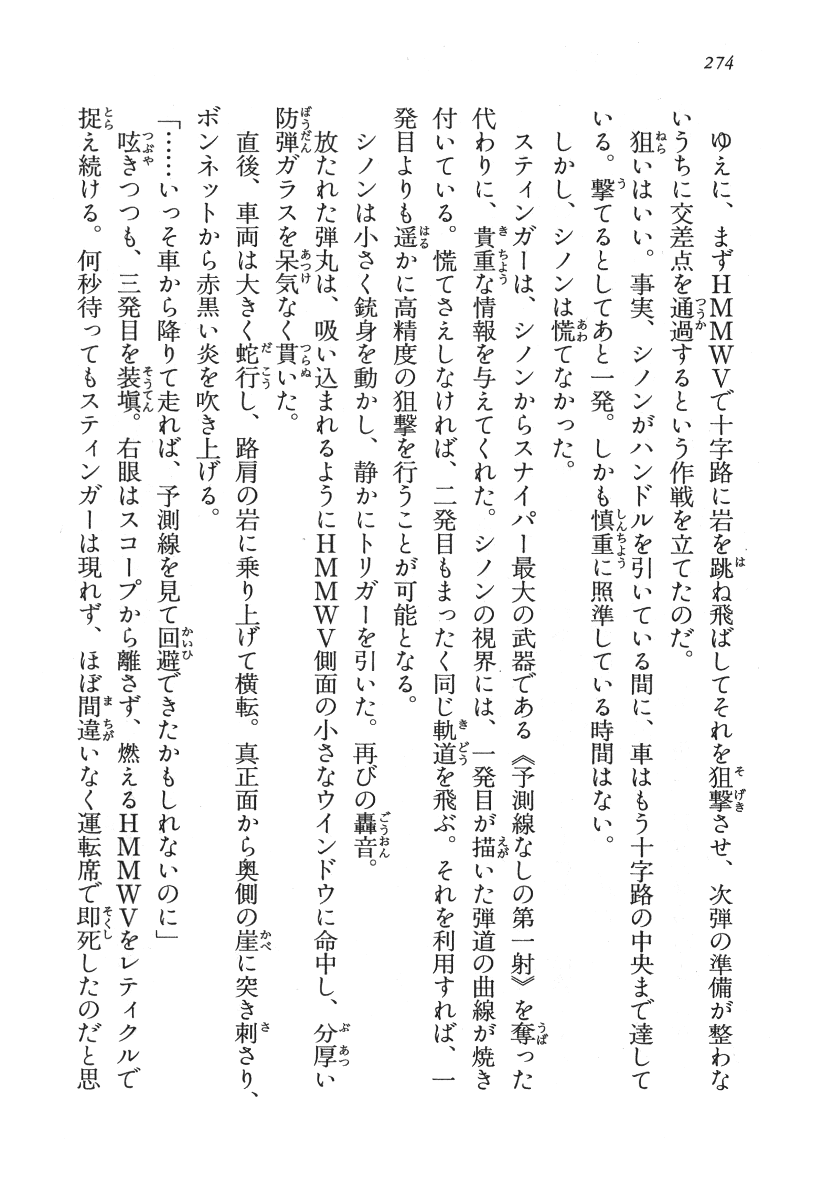 274
ゆえに、まずHMMWVで十字路に岩を跳ね飛ばしてそれを狙撃させ、次弾の準備が整わな
いうちに交差点を通過するという作戦を立てたのだ。
狙いはいい。事実、シノンがハンドルを引いている間に、車はもう十字路の中央まで達して
いる。撃てるとしてあと一発。しかも慎重に照準している時間はない。
しかし、シノンは慌てなかった。
スティンガーは、シノンからスナイパー最大の武器である《予測線なしの第一射》を奪った
代わりに、貴重な情報を与えてくれた。シノンの視界には、一発目が描いた弾道の曲線が焼き
付いている。慌てさえしなければ、二発目もまったく同じ軌道を飛ぶ。それを利用すれば、一
発目よりも遥かに高精度の狙撃を行うことが可能となる。
シノンは小さく銃身を動かし、静かにトリガーを引いた。再びの轟音。
放たれた弾丸は、吸い込まれるようにHMMWV側面の小さなウインドウに命中し、分厚い
防弾ガラスを呆気なく貫いた。
直後、車両は大きく蛇行し、路肩の岩に乗り上げて横転。真正面から奥側の崖に突き刺さり、
ボンネットから赤黒い炎を吹き上げる。
「……いっそ車から降りて走れば、予測線を見て回避できたかもしれないのに」
呟きつつも、三発目を装塡。右眼はスコープから離さず、燃えるHMMWVをレティクルで
捉え続ける。何秒待ってもスティンガーは現れず、ほぼ間違いなく運転席で即死したのだと思